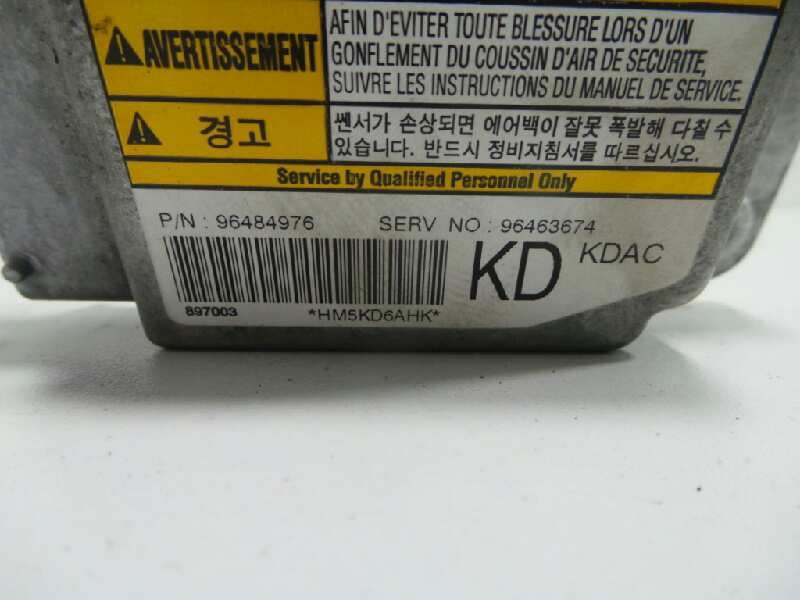 AVERTISSEMENT
AFIN D'EVITER TOUTE BLESSURE LORS D'UN
GONFLEMENT DU COUSSIN D'AIR DE SECURITE,
SUIVRE LES INSTRUCTIONS DU MANUEL DE SERVICE.
경고
쎈서가 손상되면 에어백이 잘못 폭발해 다칠 수
있습니다. 반드시 정비지침서를 따르십시오.
Service by Qualified Personnel Only
P/N : 96484976 SERV NO : 96463674
KD KDAC
897003 *HM5KD6AHK*